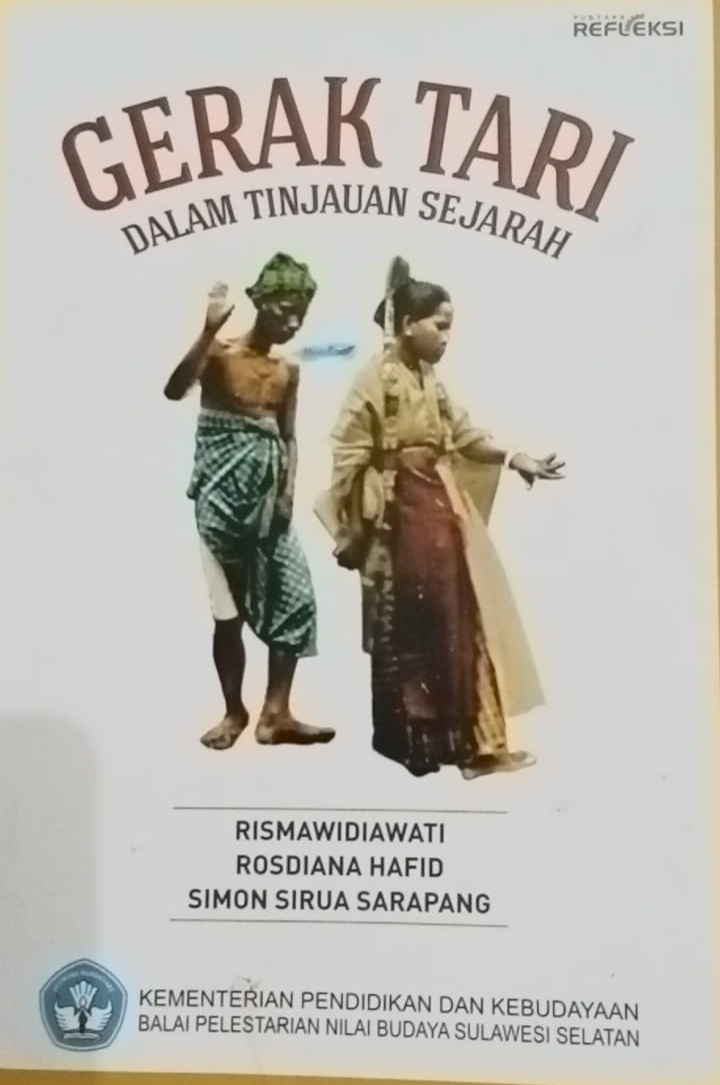 PUSTAKA
REFLEKSI
GERAK TARI
DALAM TINJAUAN SEJARAH
RISMAWIDIAWATI
ROSDIANA HAFID
SIMON SIRUA SARAPANG
KEMENTERIAN PENDIDIKAN DAN KEBUDAYAAN
BALAI PELESTARIAN NILAI BUDAYA SULAWESI SELATAN